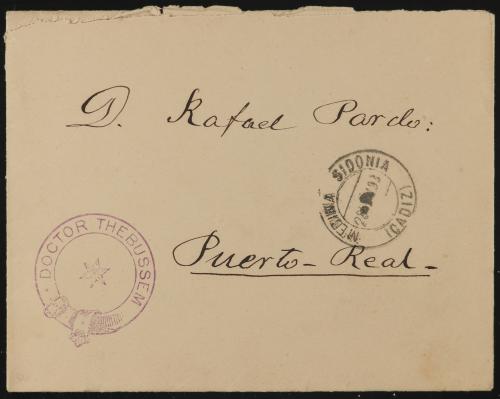 D. Rafael Pardo:
MEDINA SIDONIA
(CADIZ)
DOCTOR THEBUSSEM
Puerto-Real-